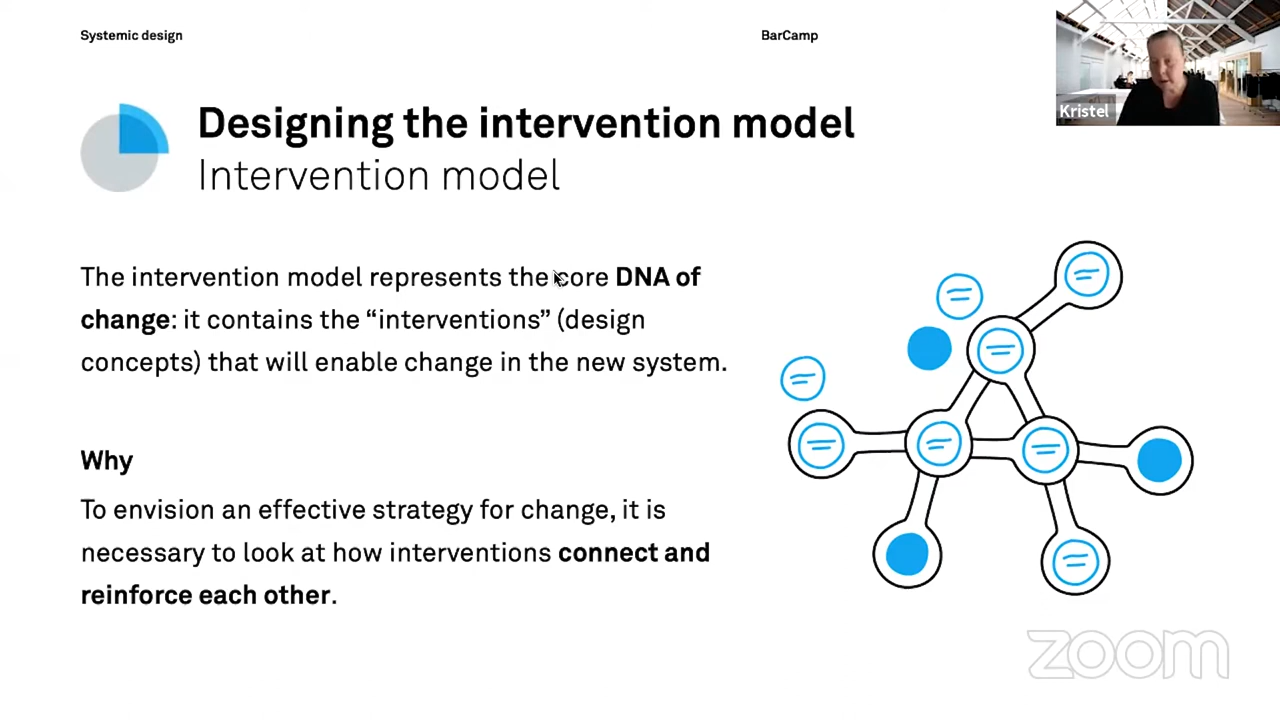 Systemic design
BarCamp
Kristel
Designing the intervention model
Intervention model
The intervention model represents the core DNA of
change: it contains the “interventions” (design
concepts) that will enable change in the new system.
Why
To envision an effective strategy for change, it is
necessary to look at how interventions connect and
reinforce each other.
zoom